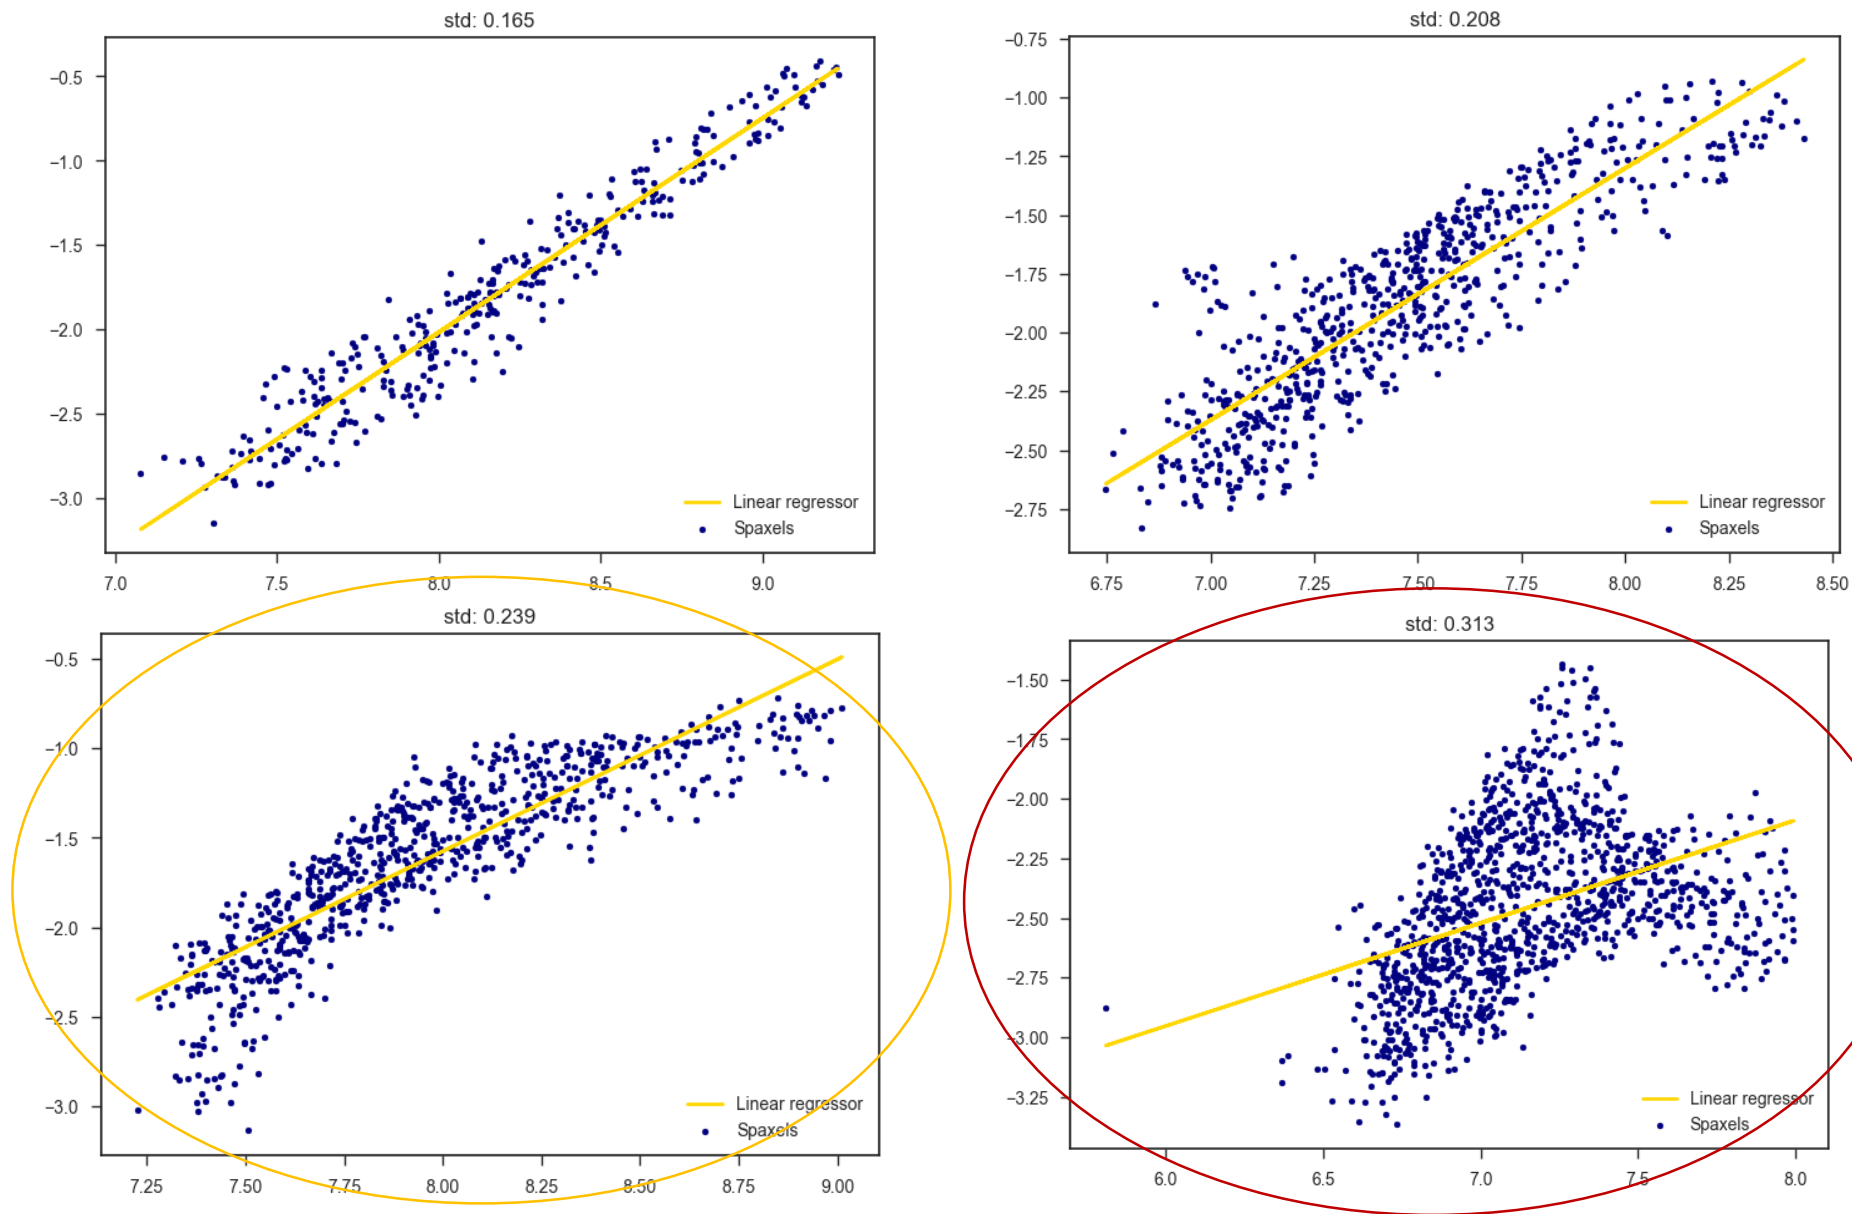 std: 0.165
−0.5
−1.0
−1.5
−2.0
−2.5
−3.0
Linear regressor
Spaxels
7.0 7.5 8.0 8.5 9.0
std: 0.208
−0.75
−1.00
−1.25
−1.50
−1.75
−2.00
−2.25
−2.50
−2.75
Linear regressor
Spaxels
6.75 7.00 7.25 7.50 7.75 8.00 8.25 8.50
std: 0.239
−0.5
−1.0
−1.5
−2.0
−2.5
−3.0
Linear regressor
Spaxels
7.25 7.50 7.75 8.00 8.25 8.50 8.75 9.00
std: 0.313
−1.50
−1.75
−2.00
−2.25
−2.50
−2.75
−3.00
−3.25
Linear regressor
Spaxels
6.0 6.5 7.0 7.5 8.0